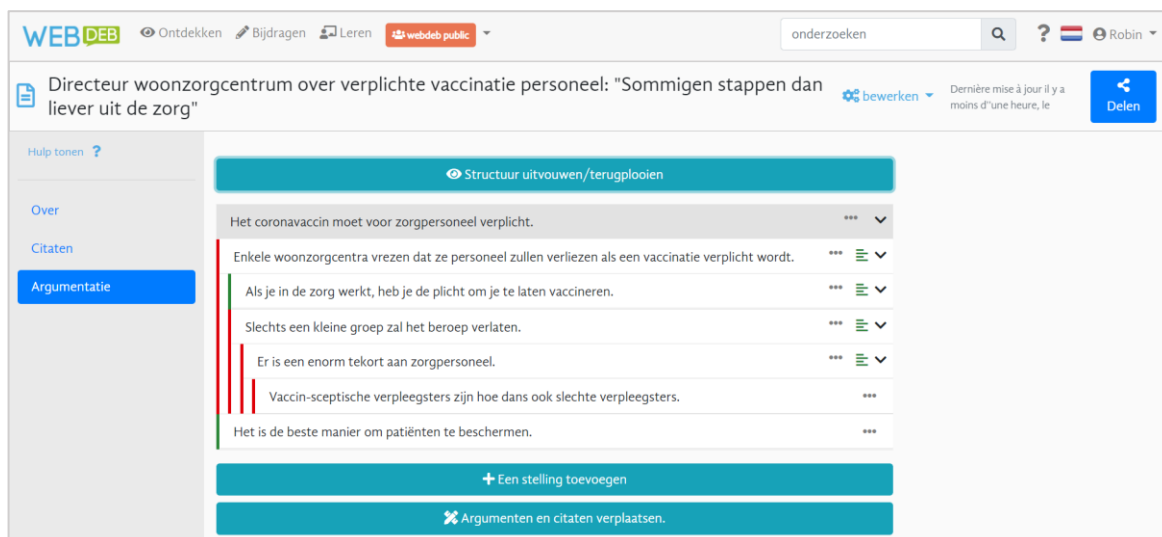 WEB DEB Ontdekken Bijdragen Leren webdeb public onderzoeken ? Robin
Directeur woonzorgcentrum over verplichte vaccinatie personeel: "Sommigen stappen dan
liever uit de zorg"
bewerken
Dernière mise à jour il y a
moins d''une heure, le
Delen
Hulp tonen ?
Over
Citaten
Argumentatie
Structuur uitvouwen/terugplooien
Het coronavaccin moet voor zorgpersoneel verplicht.
Enkele woonzorgcentra vrezen dat ze personeel zullen verliezen als een vaccinatie verplicht wordt.
Als je in de zorg werkt, heb je de plicht om je te laten vaccineren.
Slechts een kleine groep zal het beroep verlaten.
Er is een enorm tekort aan zorgpersoneel.
Vaccin-sceptische verpleegsters zijn hoe dans ook slechte verpleegsters.
Het is de beste manier om patiënten te beschermen.
Een stelling toevoegen
Argumenten en citaten verplaatsen.